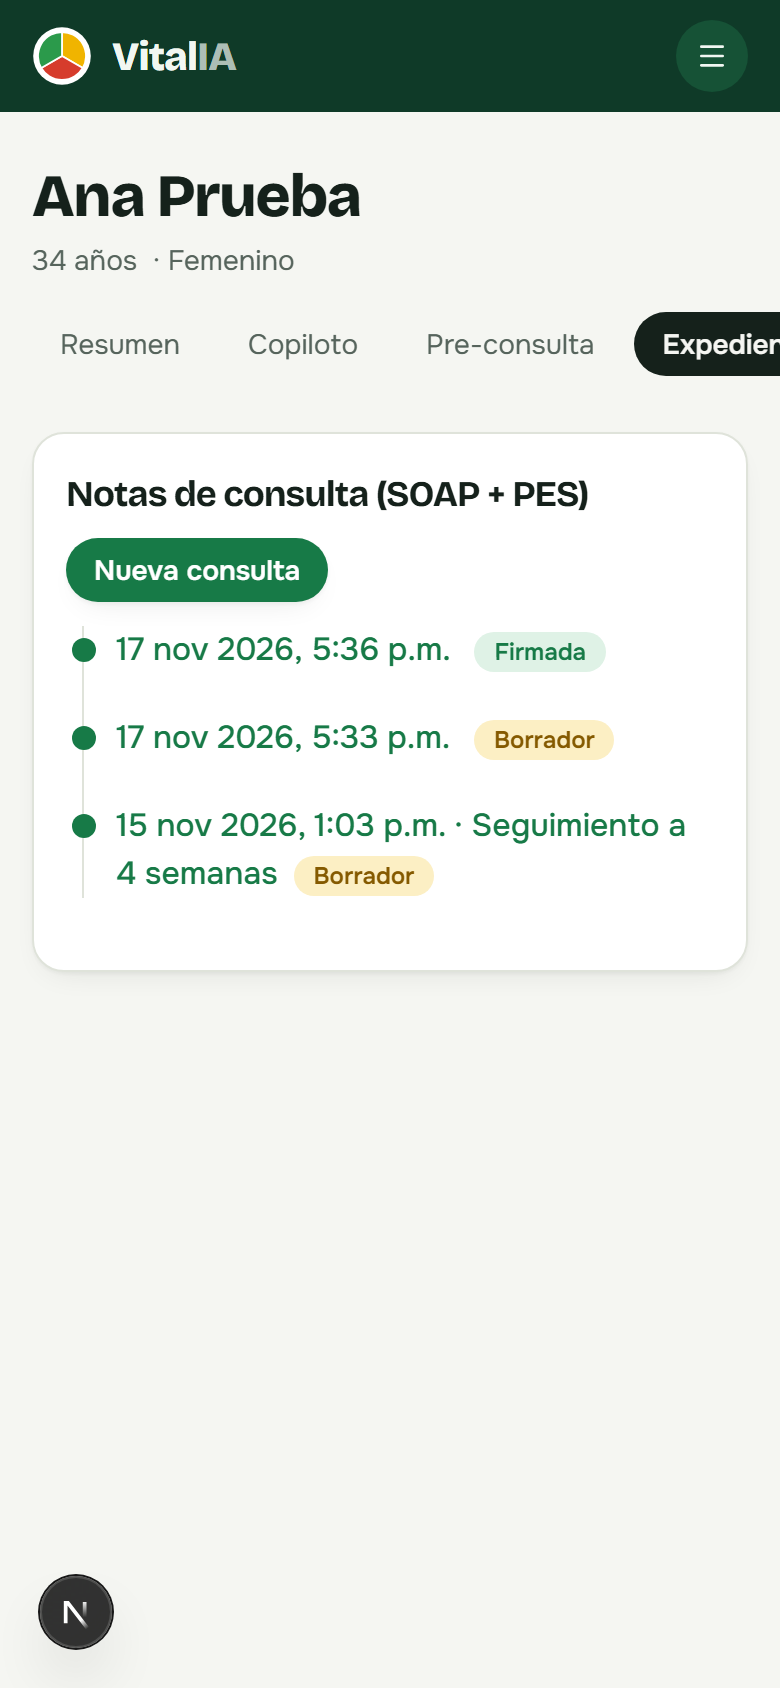 VitalIA
Ana Prueba
34 años · Femenino
Resumen Copiloto Pre-consulta Expedien
Notas de consulta (SOAP + PES)
Nueva consulta
17 nov 2026, 5:36 p.m. Firmada
17 nov 2026, 5:33 p.m. Borrador
15 nov 2026, 1:03 p.m. · Seguimiento a
4 semanas Borrador
N